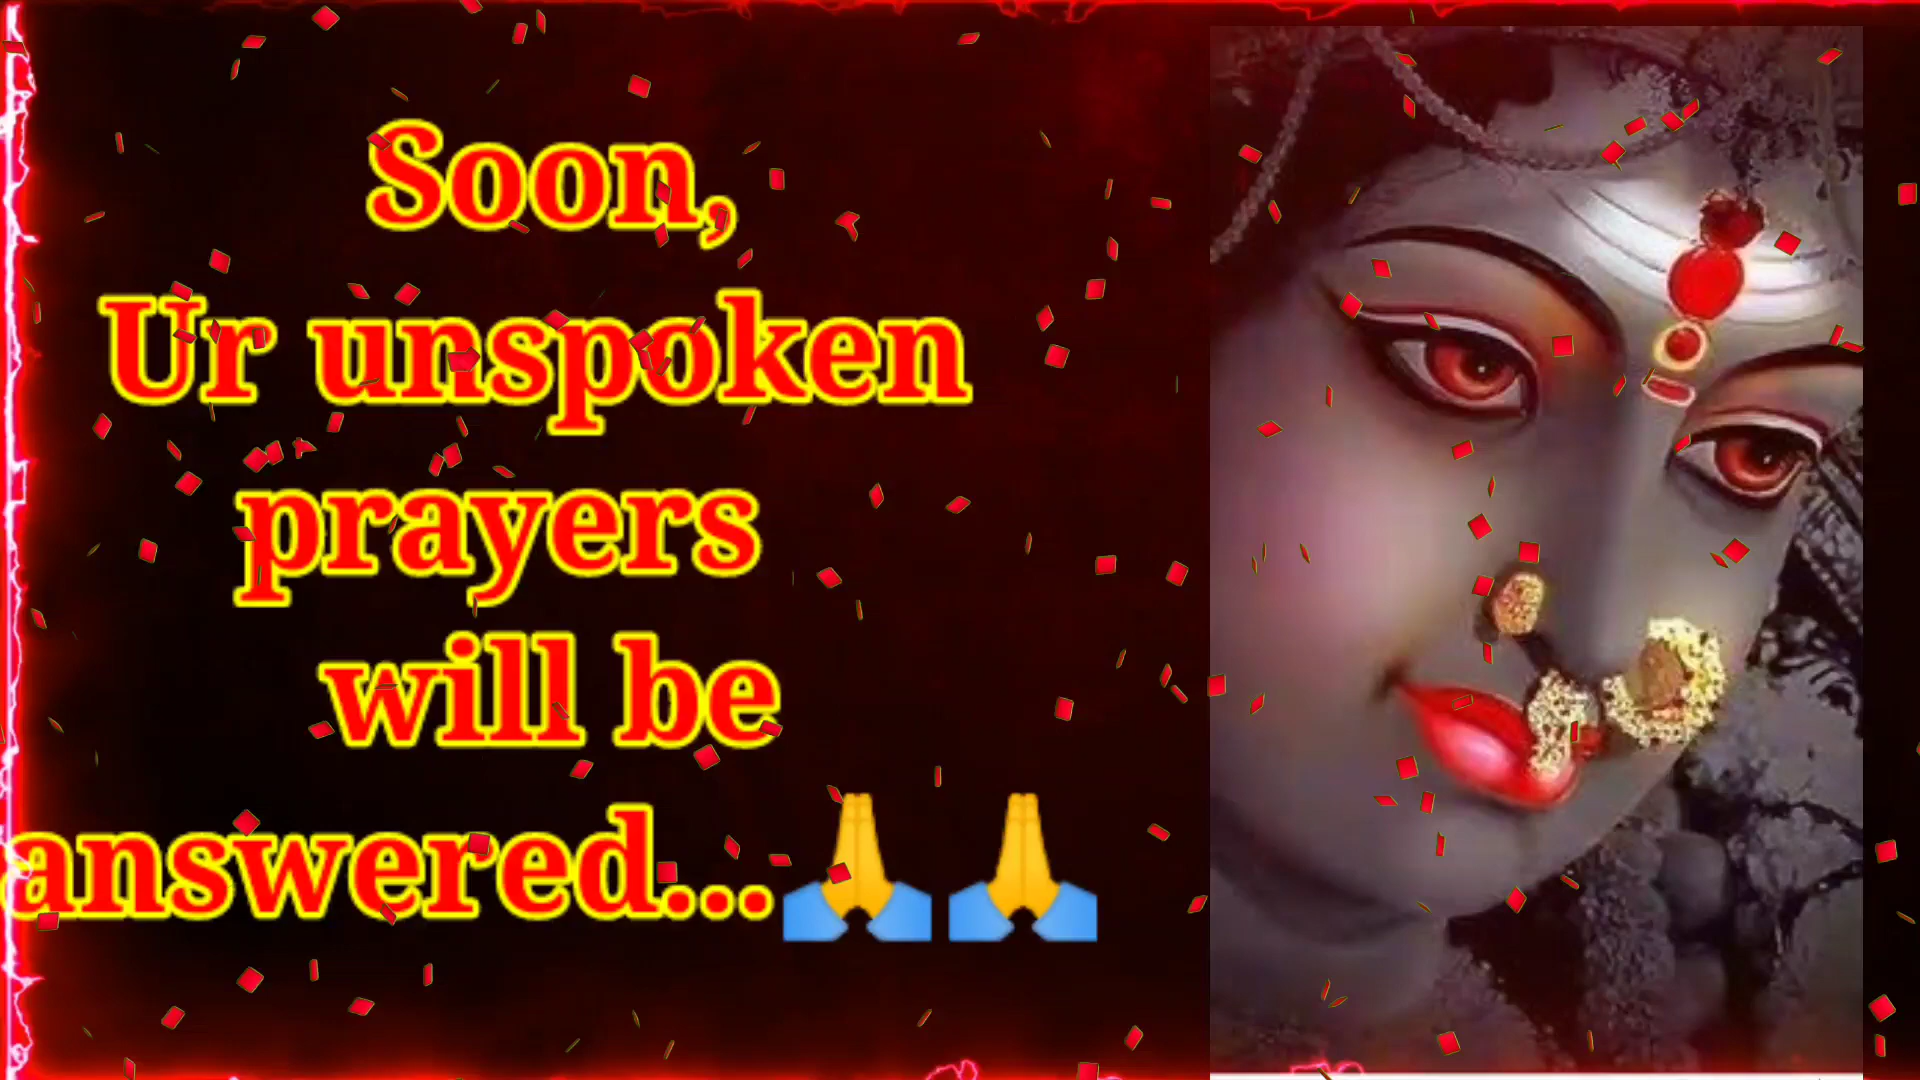 Soon,
Ur unspoken
prayers
will be
answered...🙏🙏